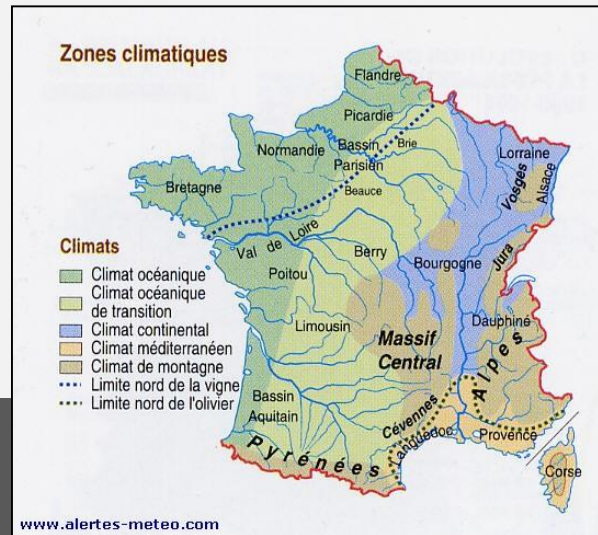 Zones climatiques
Flandre
Picardie
Normandie
Bassin
Parisien
Brie
Lorraine
Vosges
Alsace
Bretagne
Beauce
Val de Loire
Berry
Bourgogne
Jura
Poitou
Limousin
Massif
Central
Dauphiné
Alpes
Bassin
Aquitain
Cévennes
Languedoc
Provence
Pyrénées
Corse
Climats
Climat océanique
Climat océanique
de transition
Climat continental
Climat méditerranéen
Climat de montagne
Limite nord de la vigne
Limite nord de l'olivier
www.alertes-meteo.com